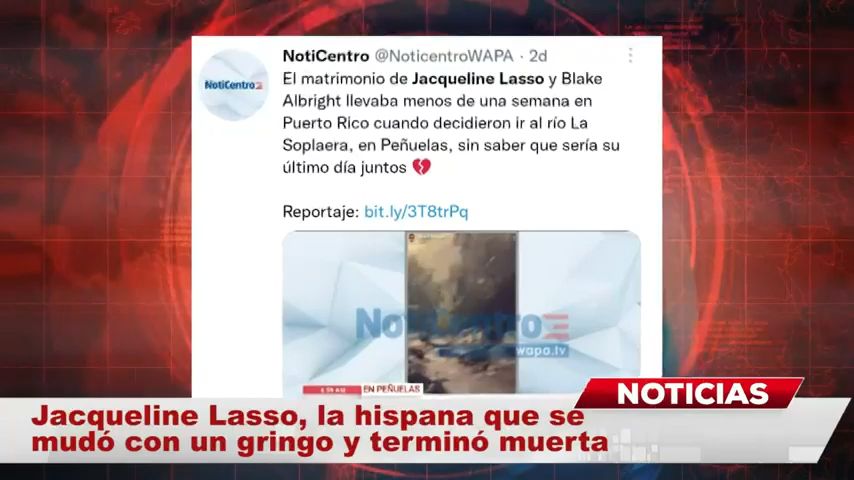 NotiCentro @NoticentroWAPA · 2d
NotiCentro
El matrimonio de Jacqueline Lasso y Blake
Albright llevaba menos de una semana en
Puerto Rico cuando decidieron ir al río La
Soplaera, en Peñuelas, sin saber que sería su
último día juntos 💔
Reportaje: bit.ly/3T8trPq
NotiCentro
wapa.tv
EN PEÑUELAS
NOTICIAS
Jacqueline Lasso, la hispana que se
mudó con un gringo y terminó muerta